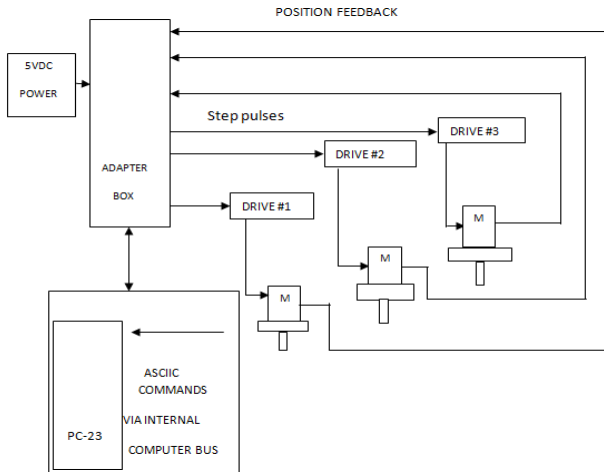 POSITION FEEDBACK
5VDC
POWER
Step pulses
DRIVE #3
DRIVE #2
ADAPTER
BOX
DRIVE #1
M
M
M
ASCIIC
COMMANDS
VIA INTERNAL
PC-23
COMPUTER BUS